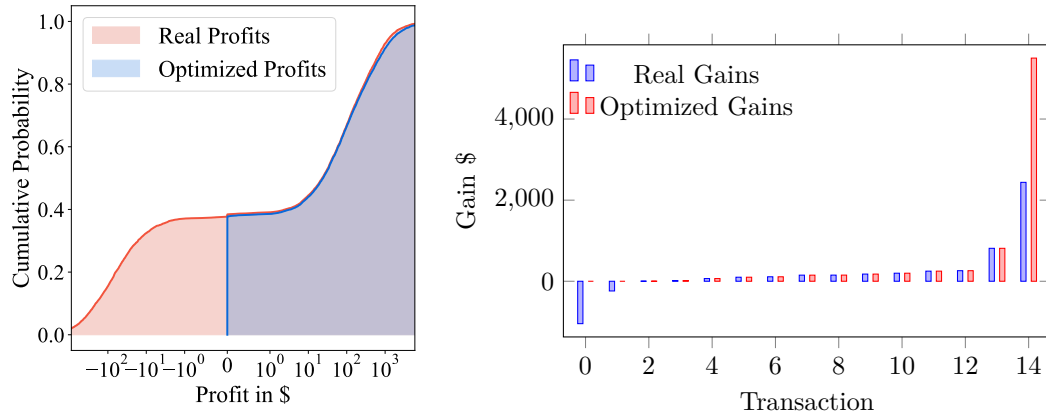 Real Profits
Optimized Profits
Cumulative Probability
1.0
0.8
0.6
0.4
0.2
0.0
−10² −10¹ −10⁰ 0 10⁰ 10¹ 10² 10³
Profit in $
Real Gains
Optimized Gains
Gain $
4,000
2,000
0
0 2 4 6 8 10 12 14
Transaction